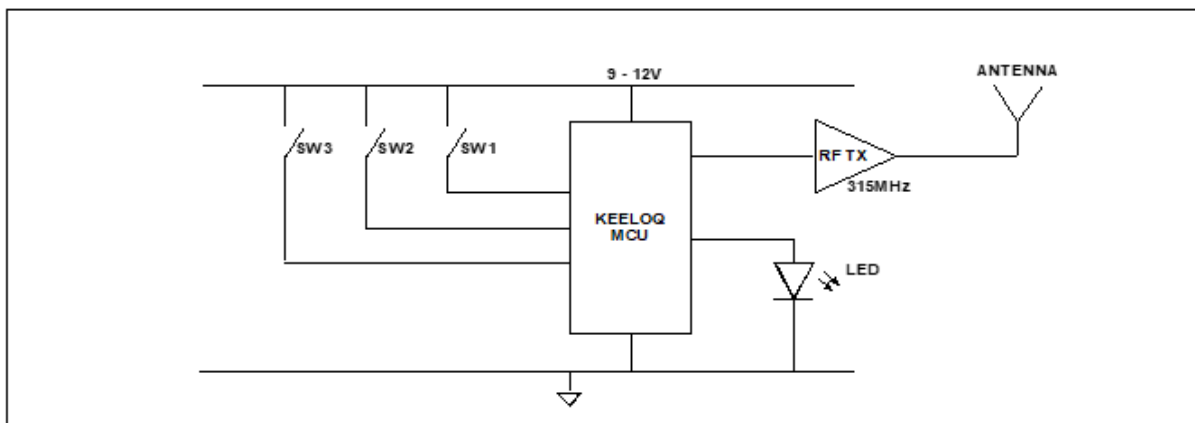 9 - 12V
ANTENNA
SW3
SW2
SW1
RF TX
315MHz
KEELOQ
MCU
LED